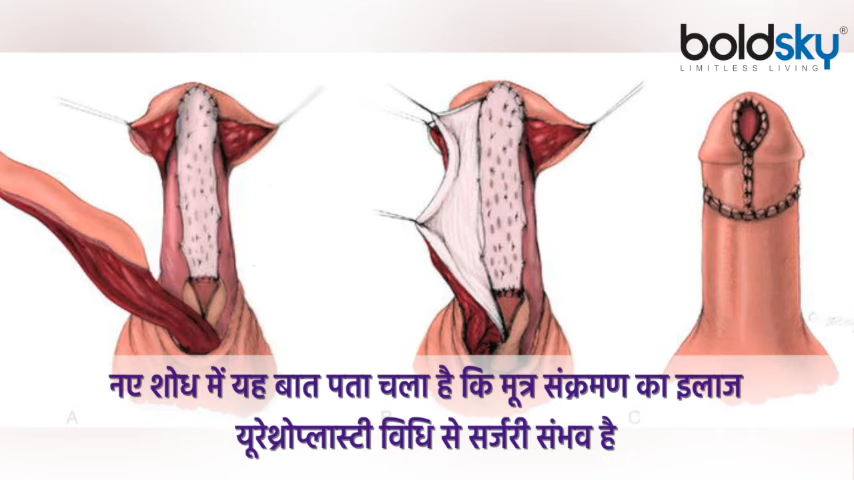 boldsky®
LIMITLESS LIVING
नए शोध में यह बात पता चला है कि मूत्र संक्रमण का इलाज
A
C
यूरेथ्रोप्लास्टी विधि से सर्जरी संभव है